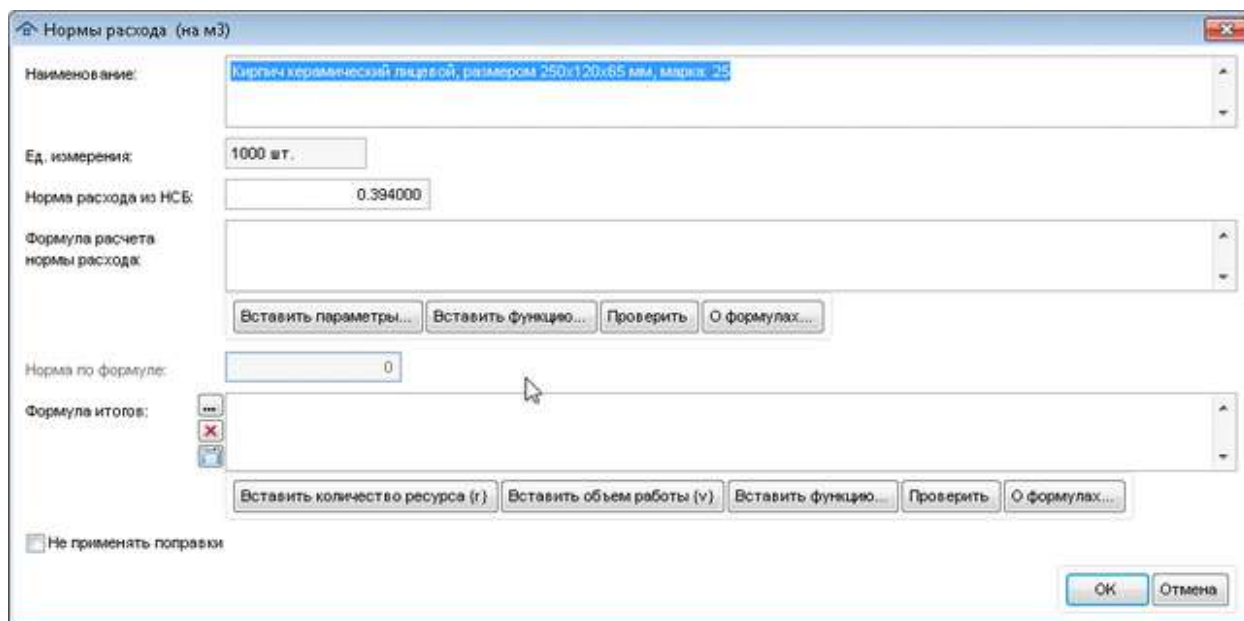 Нормы расхода (на м3)
Наименование:
Кирпич керамический лицевой, размером 250х120х65 мм, марка: 25
Ед. измерения:
1000 шт.
Норма расхода из НСБ:
0.394000
Формула расчета
нормы расхода:
Вставить параметры... Вставить функцию... Проверить О формулах...
Норма по формуле:
0
Формула итогов:
...
Вставить количество ресурса {r} Вставить объем работы {v} Вставить функцию... Проверить О формулах...
Не применять поправки
ОК Отмена